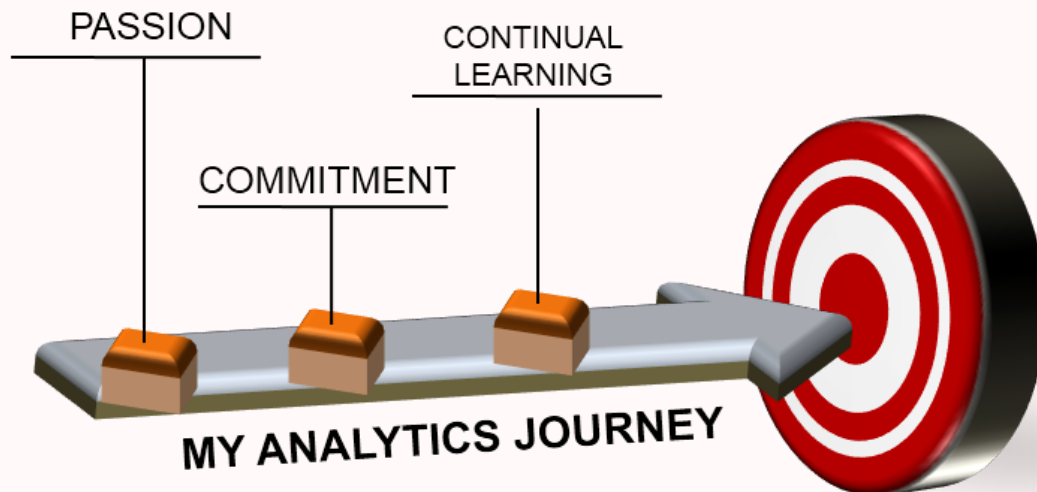 PASSION
COMMITMENT
CONTINUAL
LEARNING
MY ANALYTICS JOURNEY